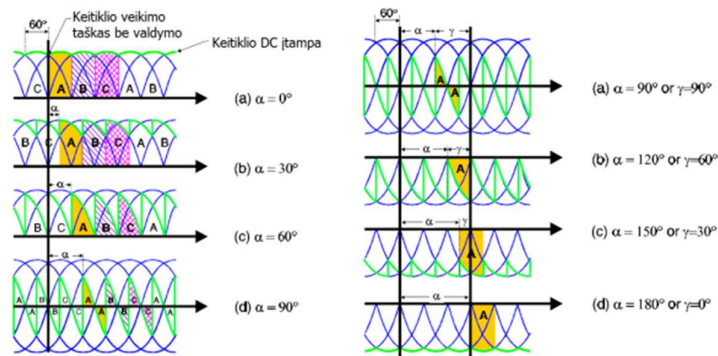 60°
Keitiklio veikimo
taškas be valdymo
Keitiklio DC įtampa
C A B C A B
(a) α = 0°
α
B C A B C A B
(b) α = 30°
α
B C A B C A
(c) α = 60°
α
A B C A B C
A B C A B C
(d) α = 90°
60°
α γ
A
A
(a) α = 90° or γ=90°
α γ
A
(b) α = 120° or γ=60°
α γ
A
(c) α = 150° or γ=30°
α
A
(d) α = 180° or γ=0°